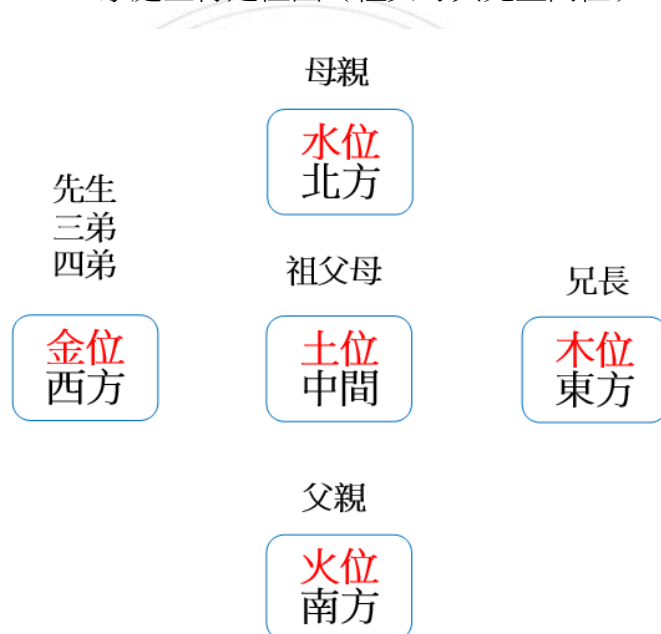 母親
水位
北方
先生
三弟
四弟
祖父母
兄長
金位
西方
土位
中間
木位
東方
父親
火位
南方